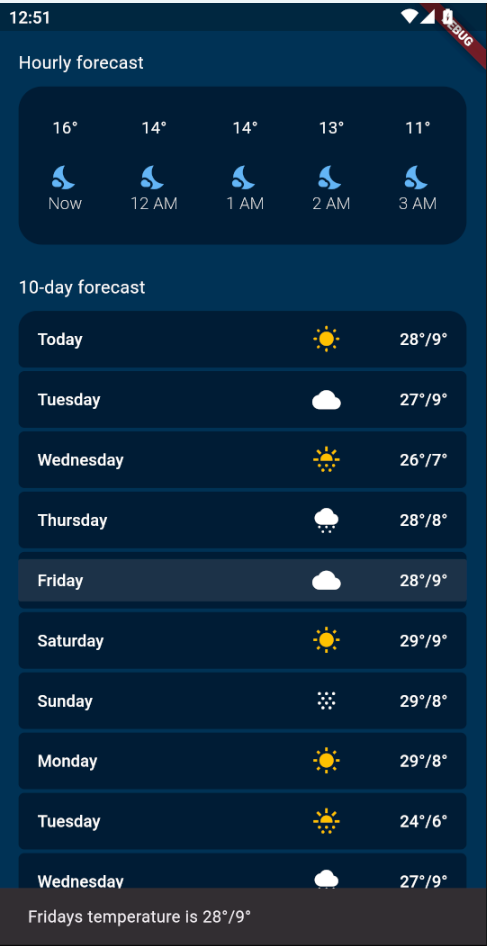 12:51
DEBUG
Hourly forecast
16° 14° 14° 13° 11°
Now 12 AM 1 AM 2 AM 3 AM
10-day forecast
Today 28°/9°
Tuesday 27°/9°
Wednesday 26°/7°
Thursday 28°/8°
Friday 28°/9°
Saturday 29°/9°
Sunday 29°/8°
Monday 29°/8°
Tuesday 24°/6°
Wednesday 27°/9°
Fridays temperature is 28°/9°